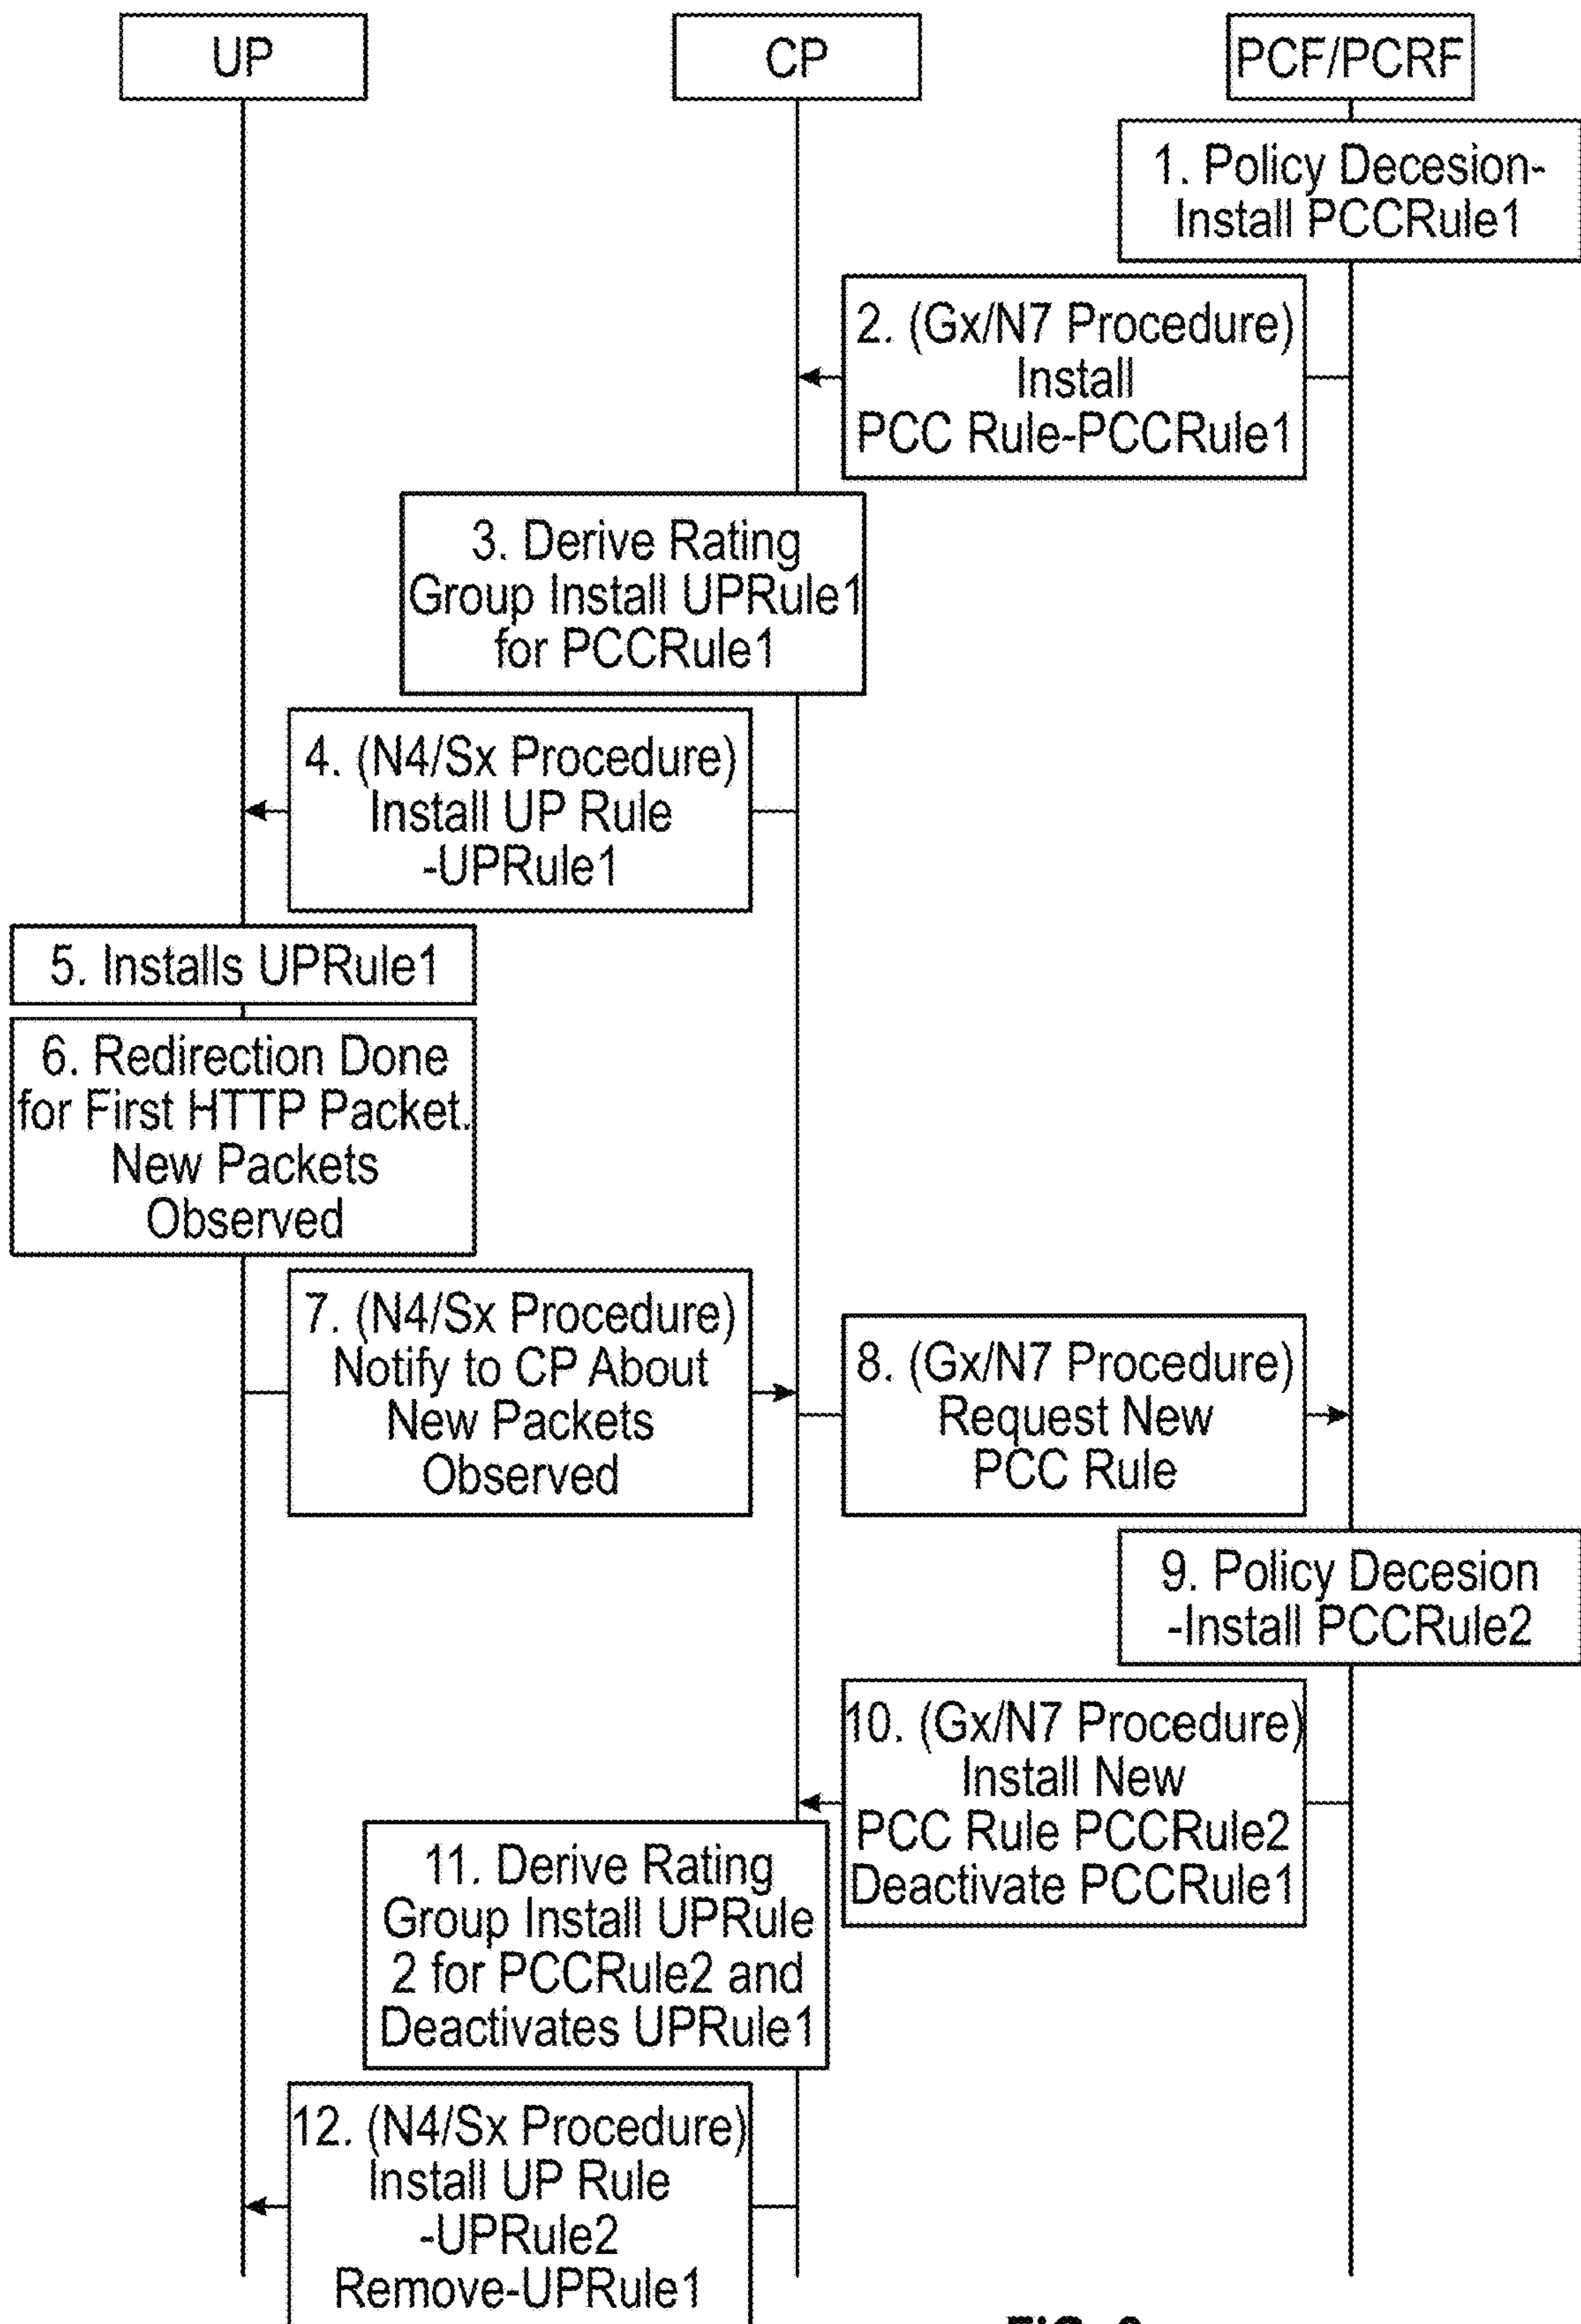 UP
CP
PCF/PCRF
1. Policy Decesion-
Install PCCRule1
2. (Gx/N7 Procedure)
Install
PCC Rule-PCCRule1
3. Derive Rating
Group Install UPRule1
for PCCRule1
4. (N4/Sx Procedure)
Install UP Rule
-UPRule1
5. Installs UPRule1
6. Redirection Done
for First HTTP Packet.
New Packets
Observed
7. (N4/Sx Procedure)
Notify to CP About
New Packets
Observed
8. (Gx/N7 Procedure)
Request New
PCC Rule
9. Policy Decesion
-Install PCCRule2
10. (Gx/N7 Procedure)
Install New
PCC Rule PCCRule2
Deactivate PCCRule1
11. Derive Rating
Group Install UPRule
2 for PCCRule2 and
Deactivates UPRule1
12. (N4/Sx Procedure)
Install UP Rule
-UPRule2
Remove-UPRule1